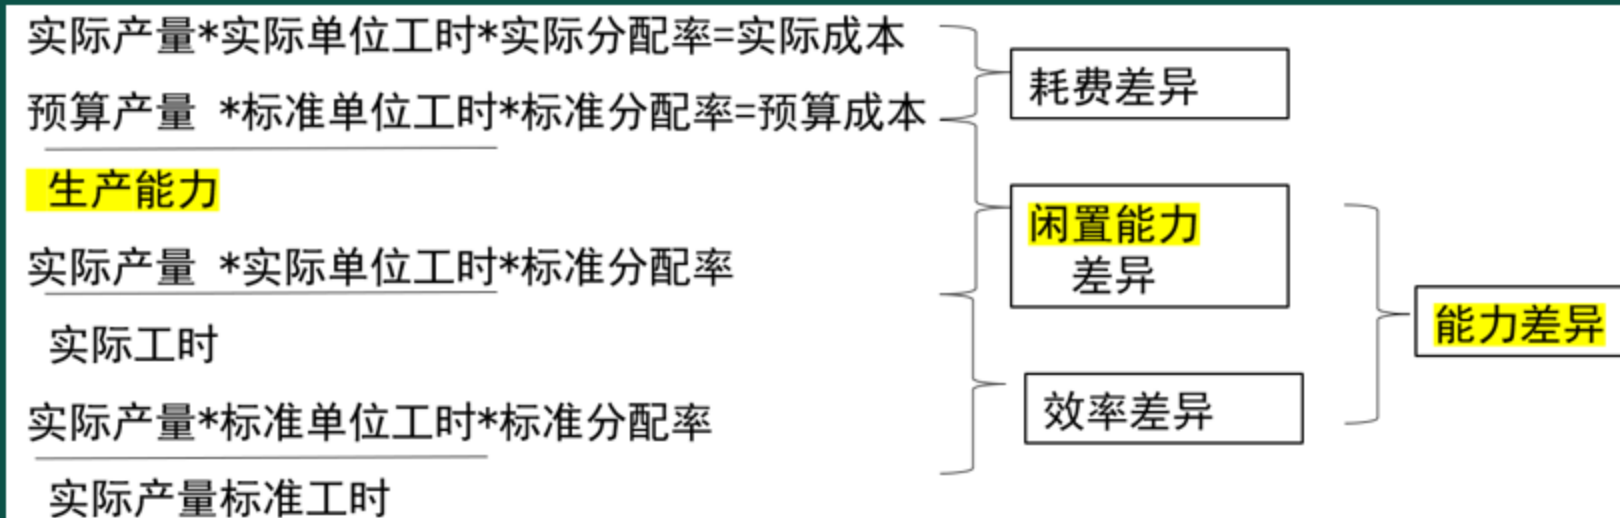 实际产量*实际单位工时*实际分配率=实际成本
耗费差异
预算产量 *标准单位工时*标准分配率=预算成本
生产能力
闲置能力
差异
实际产量 *实际单位工时*标准分配率
能力差异
实际工时
效率差异
实际产量*标准单位工时*标准分配率
实际产量标准工时